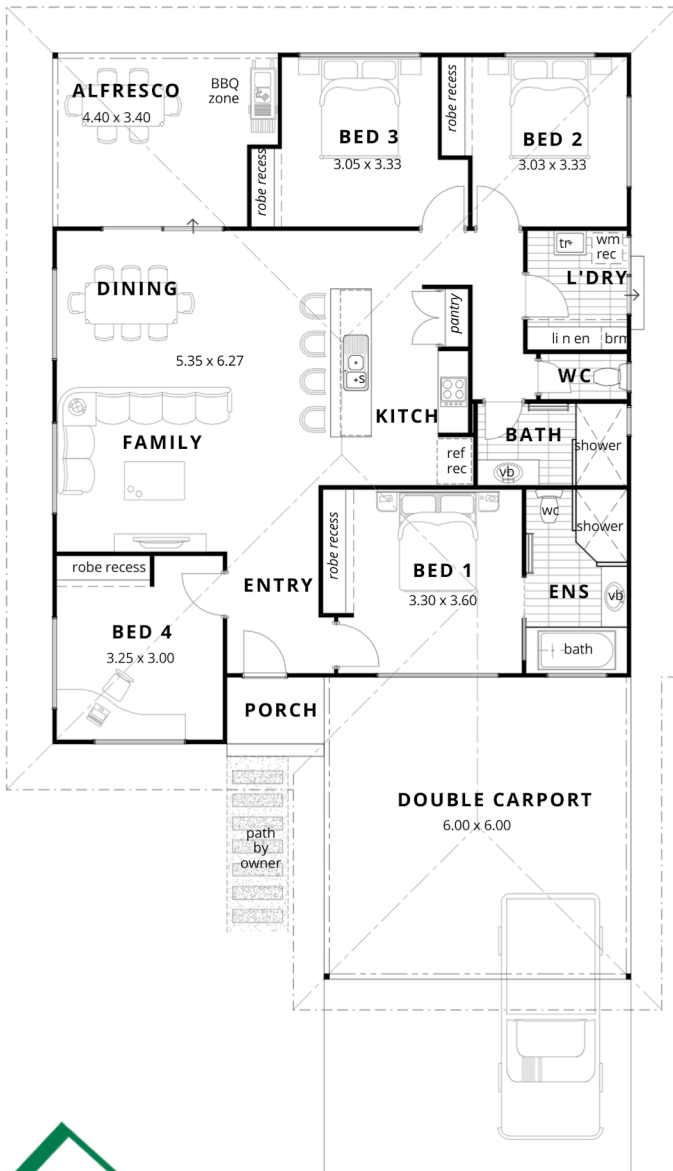 ALFRESCO
4.40 x 3.40
BBQ
zone
robe recess
BED 3
3.05 x 3.33
robe recess
BED 2
3.03 x 3.33
tr
wm
rec
L'DRY
linen
brm
DINING
5.35 x 6.27
pantry
s
KITCH
WC
BATH
shower
vb
FAMILY
ref
rec
robe recess
robe recess
BED 1
3.30 x 3.60
wc
shower
ENS
vb
bath
ENTRY
BED 4
3.25 x 3.00
PORCH
DOUBLE CARPORT
6.00 x 6.00
path
by
owner